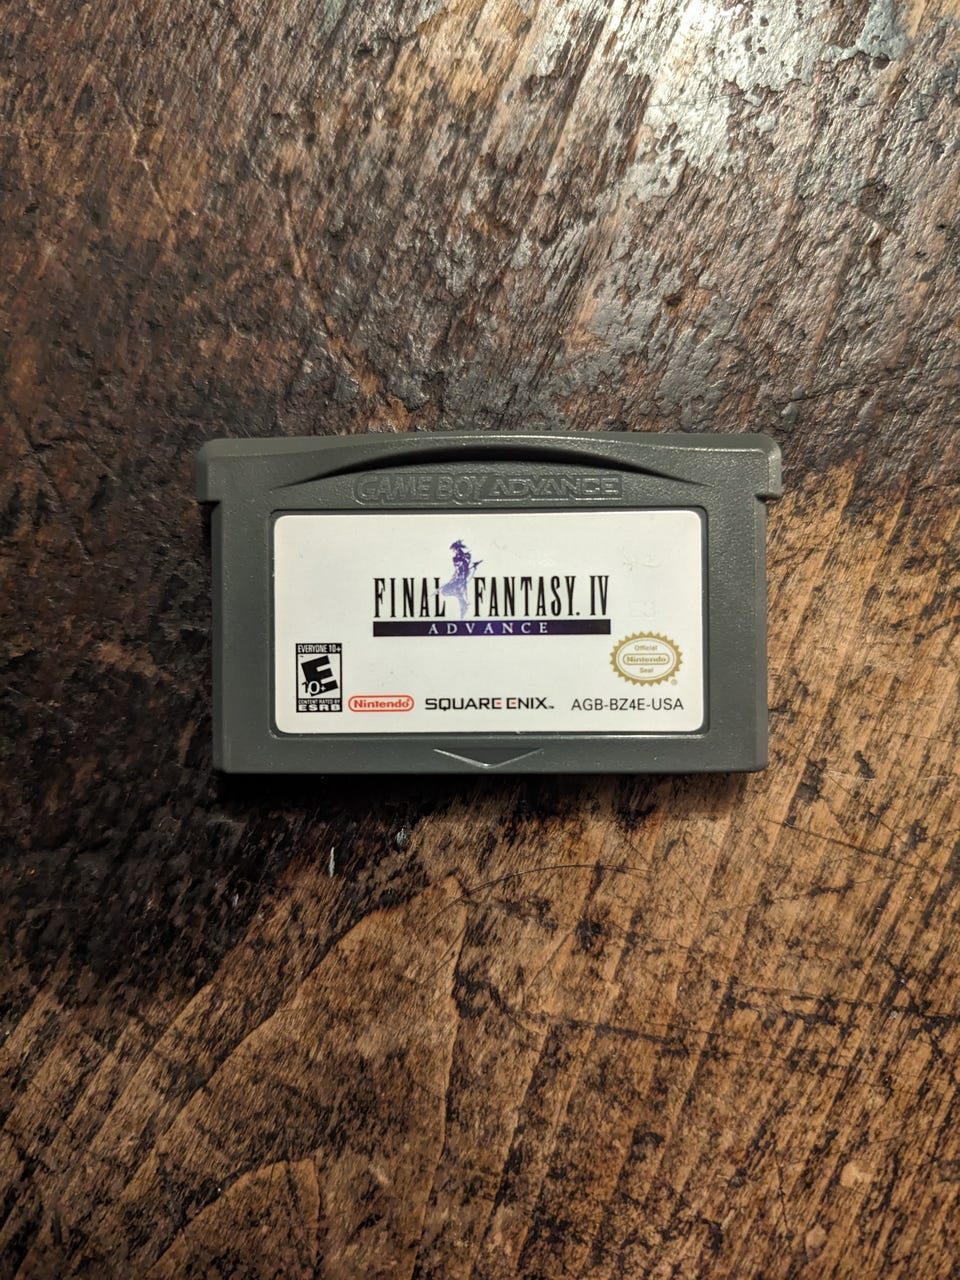 GAME BOY ADVANCE
FINAL FANTASY. IV
ADVANCE
EVERYONE 10+
E
10+
CONTENT RATED BY
ESRB
Nintendo
SQUARE ENIX™
Official
Nintendo
Seal
®
AGB-BZ4E-USA